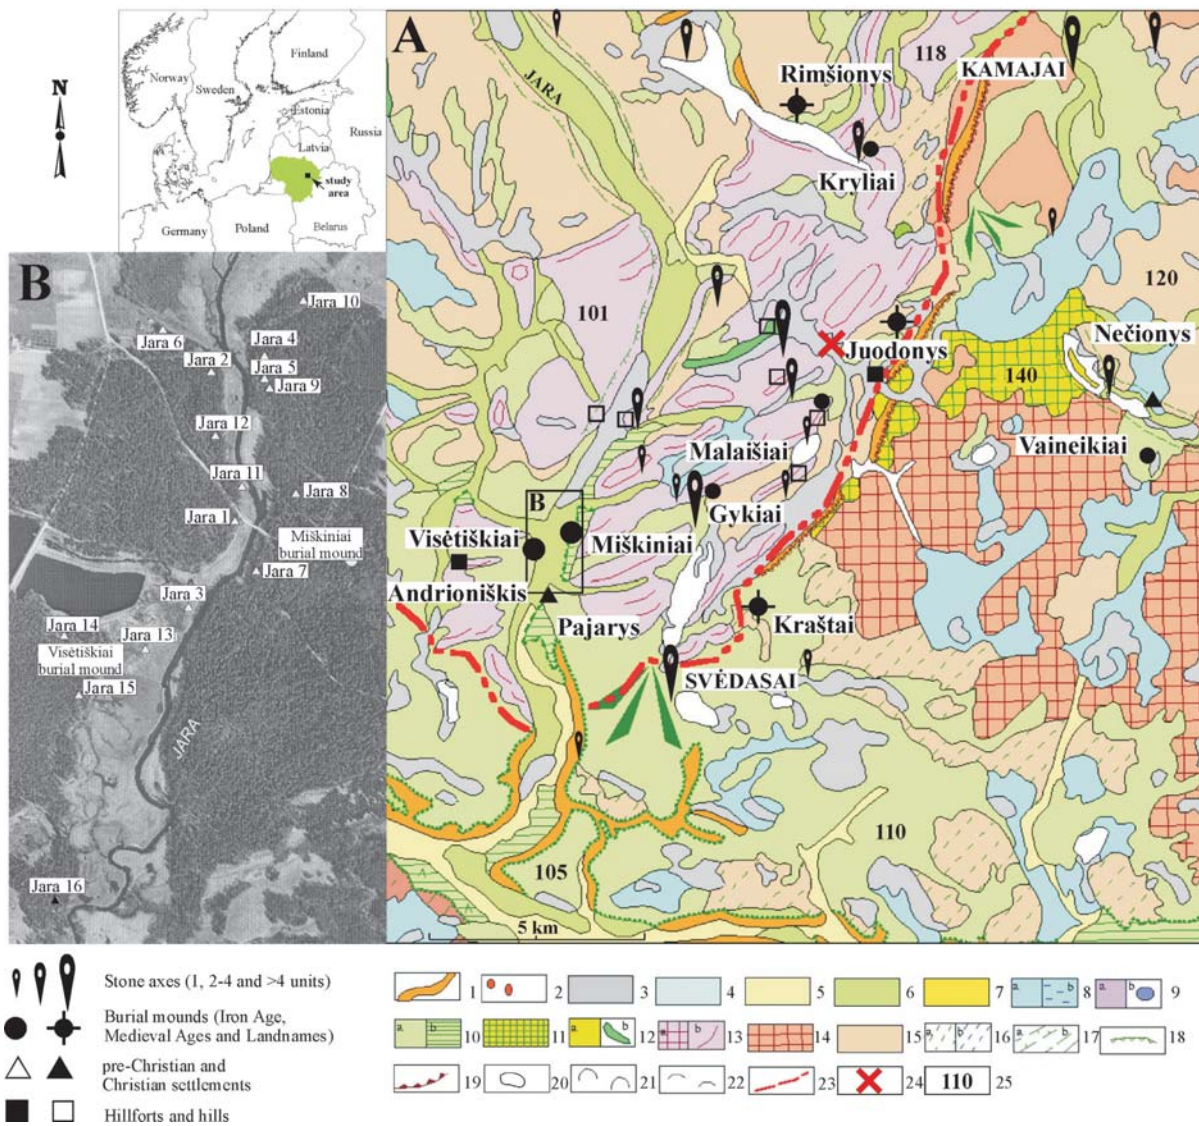 N
Norway
Sweden
Finland
Estonia
Russia
Latvia
study
area
Germany
Poland
Belarus
A
118
KAMAJAI
Rimšionys
JARA
Kryliai
101
120
Nečionys
Juodonys
140
Malaišiai
Vaineikiai
Gykiai
B
Visėtiškiai
Miškiniai
Andrioniškis
Pajarys
Kraštai
SVĖDASAI
110
105
5 km
B
Jara 10
Jara 6
Jara 4
Jara 2
Jara 5
Jara 9
Jara 12
Jara 11
Jara 8
Jara 1
Miškiniai
burial mound
Jara 7
Jara 3
Jara 14
Jara 13
Visėtiškiai
burial mound
Jara 15
JARA
Jara 16
Stone axes (1, 2-4 and >4 units)
Burial mounds (Iron Age,
Medieval Ages and Landnames)
pre-Christian and
Christian settlements
Hillforts and hills
1 2 3 4 5 6 7 a. b 8 a. b 9
a. b 10 11 a. b 12 a. b 13 14 15 a. b 16 a. b 17 18
19 20 21 22 23 24 110 25